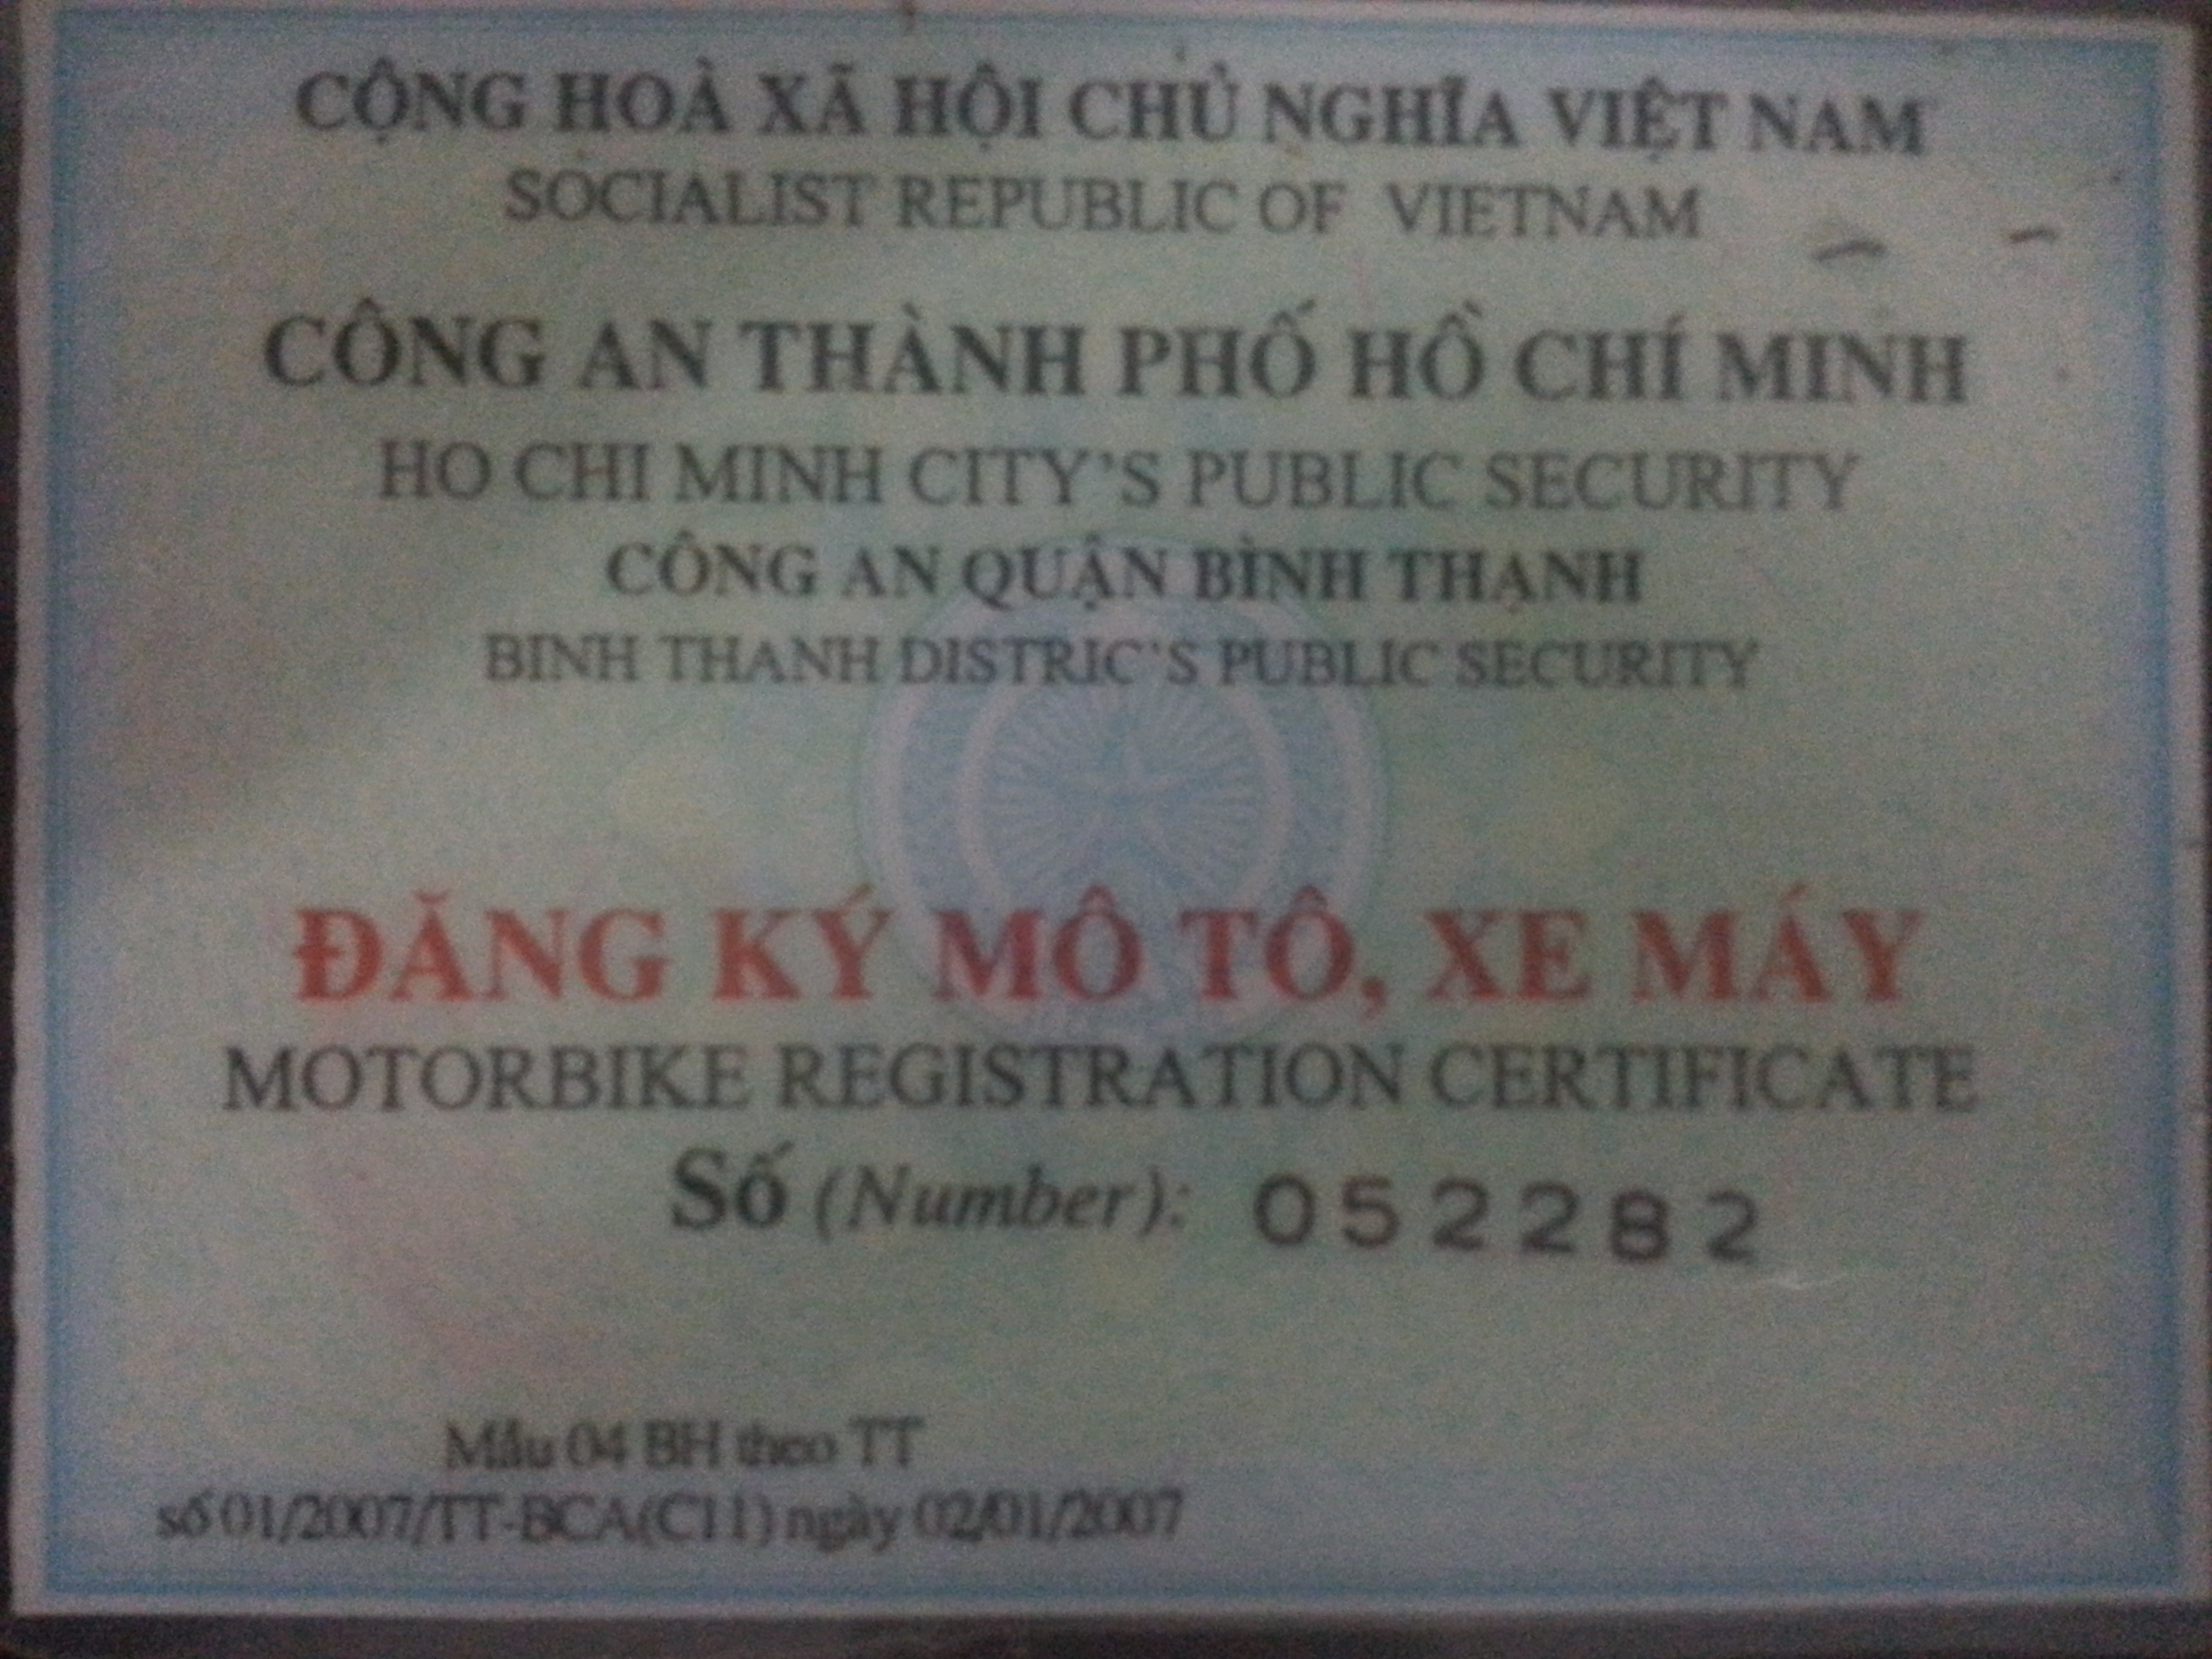 CỘNG HOÀ XÃ HỘI CHỦ NGHĨA VIỆT NAM
SOCIALIST REPUBLIC OF VIETNAM
CÔNG AN THÀNH PHỐ HỒ CHÍ MINH
HO CHI MINH CITY'S PUBLIC SECURITY
CÔNG AN QUẬN BÌNH THẠNH
BINH THANH DISTRIC'S PUBLIC SECURITY
ĐĂNG KÝ MÔ TÔ, XE MÁY
MOTORBIKE REGISTRATION CERTIFICATE
Số (Number): 052282
Mẫu 04 BH theo TT
số 01/2007/TT-BCA(C11) ngày 02/01/2007